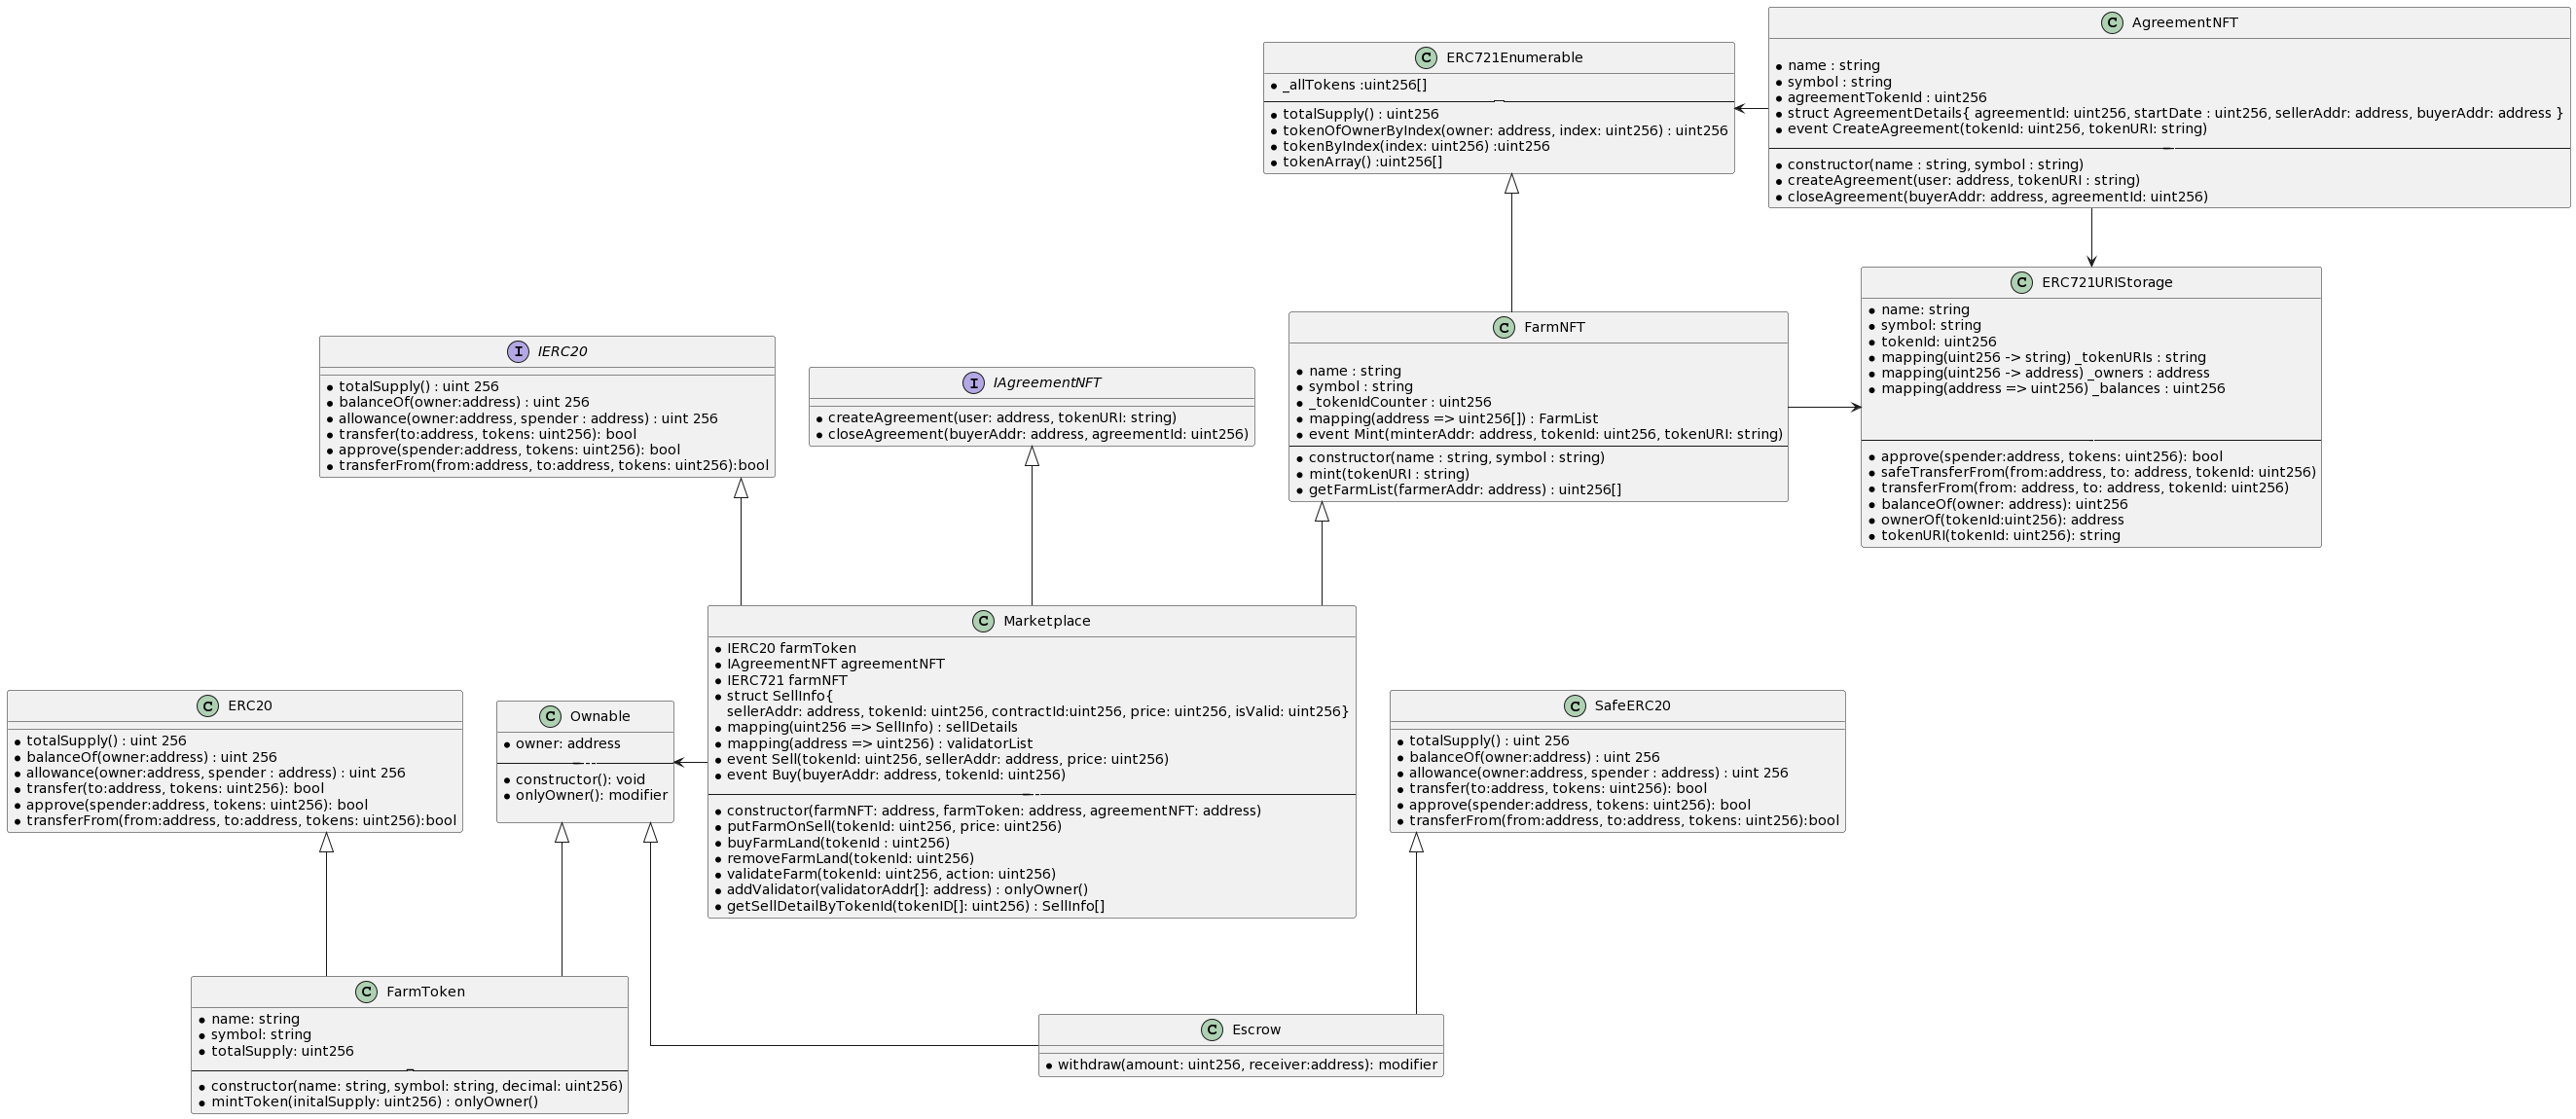 C AgreementNFT
name : string
symbol : string
agreementTokenId : uint256
struct AgreementDetails{ agreementId: uint256, startDate : uint256, sellerAddr: address, buyerAddr: address }
event CreateAgreement(tokenId: uint256, tokenURI: string)
constructor(name : string, symbol : string)
createAgreement(user: address, tokenURI : string)
closeAgreement(buyerAddr: address, agreementId: uint256)
C ERC721Enumerable
_allTokens :uint256[]
totalSupply() : uint256
tokenOfOwnerByIndex(owner: address, index: uint256) : uint256
tokenByIndex(index: uint256) :uint256
tokenArray() :uint256[]
C ERC721URIStorage
name: string
symbol: string
tokenId: uint256
mapping(uint256 -> string) _tokenURIs : string
mapping(uint256 -> address) _owners : address
mapping(address => uint256) _balances : uint256
approve(spender:address, tokens: uint256): bool
safeTransferFrom(from:address, to: address, tokenId: uint256)
transferFrom(from: address, to: address, tokenId: uint256)
balanceOf(owner: address): uint256
ownerOf(tokenId:uint256): address
tokenURI(tokenId: uint256): string
C FarmNFT
name : string
symbol : string
_tokenIdCounter : uint256
mapping(address => uint256[]) : FarmList
event Mint(minterAddr: address, tokenId: uint256, tokenURI: string)
constructor(name : string, symbol : string)
mint(tokenURI : string)
getFarmList(farmerAddr: address) : uint256[]
I IERC20
totalSupply() : uint 256
balanceOf(owner:address) : uint 256
allowance(owner:address, spender : address) : uint 256
transfer(to:address, tokens: uint256): bool
approve(spender:address, tokens: uint256): bool
transferFrom(from:address, to:address, tokens: uint256):bool
I IAgreementNFT
createAgreement(user: address, tokenURI: string)
closeAgreement(buyerAddr: address, agreementId: uint256)
C Marketplace
IERC20 farmToken
IAgreementNFT agreementNFT
IERC721 farmNFT
struct SellInfo{
sellerAddr: address, tokenId: uint256, contractId:uint256, price: uint256, isValid: uint256}
mapping(uint256 => SellInfo) : sellDetails
mapping(address => uint256) : validatorList
event Sell(tokenId: uint256, sellerAddr: address, price: uint256)
event Buy(buyerAddr: address, tokenId: uint256)
constructor(farmNFT: address, farmToken: address, agreementNFT: address)
putFarmOnSell(tokenId: uint256, price: uint256)
buyFarmLand(tokenId : uint256)
removeFarmLand(tokenId: uint256)
validateFarm(tokenId: uint256, action: uint256)
addValidator(validatorAddr[]: address) : onlyOwner()
getSellDetailByTokenId(tokenID[]: uint256) : SellInfo[]
C ERC20
totalSupply() : uint 256
balanceOf(owner:address) : uint 256
allowance(owner:address, spender : address) : uint 256
transfer(to:address, tokens: uint256): bool
approve(spender:address, tokens: uint256): bool
transferFrom(from:address, to:address, tokens: uint256):bool
C Ownable
owner: address
constructor(): void
onlyOwner(): modifier
C SafeERC20
totalSupply() : uint 256
balanceOf(owner:address) : uint 256
allowance(owner:address, spender : address) : uint 256
transfer(to:address, tokens: uint256): bool
approve(spender:address, tokens: uint256): bool
transferFrom(from:address, to:address, tokens: uint256):bool
C FarmToken
name: string
symbol: string
totalSupply: uint256
constructor(name: string, symbol: string, decimal: uint256)
mintToken(initalSupply: uint256) : onlyOwner()
C Escrow
withdraw(amount: uint256, receiver:address): modifier